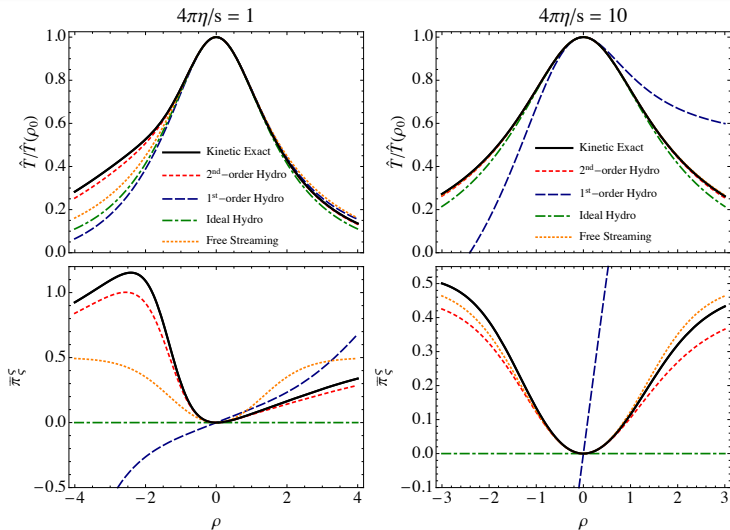 4πη/s = 1
4πη/s = 10
1.0
0.8
0.6
0.4
0.2
0.0
T̂/T̂(ρ₀)
Kinetic Exact
2ⁿᵈ−order Hydro
1ˢᵗ−order Hydro
Ideal Hydro
Free Streaming
1.0
0.8
0.6
0.4
0.2
0.0
T̂/T̂(ρ₀)
Kinetic Exact
2ⁿᵈ−order Hydro
1ˢᵗ−order Hydro
Ideal Hydro
Free Streaming
1.0
0.5
0.0
−0.5
π̅ςς
−4 −2 0 2 4
ρ
0.5
0.4
0.3
0.2
0.1
0.0
−0.1
π̅ςς
−3 −2 −1 0 1 2 3
ρ